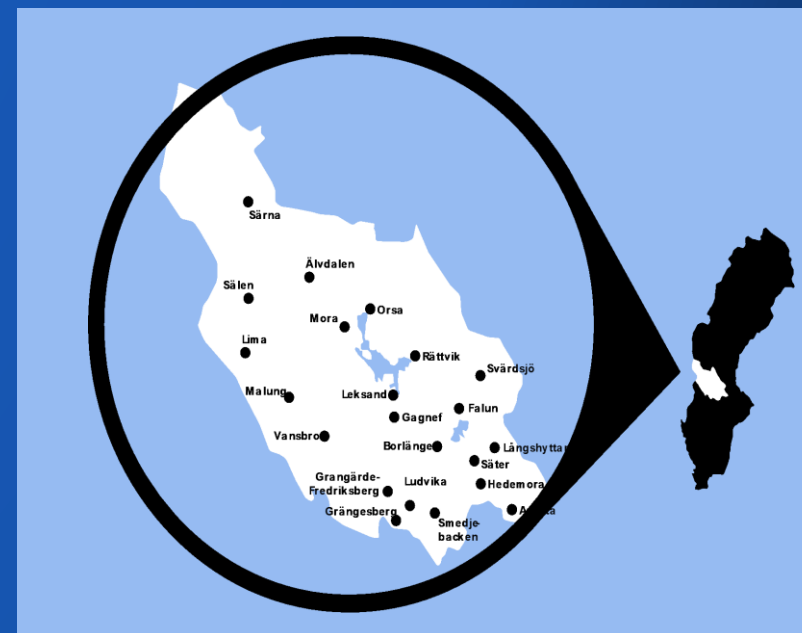 Särna
Älvdalen
Sälen
Orsa
Mora
Lima
Rättvik
Svärdsjö
Malung
Leksand
Falun
Gagnef
Vansbro
Borlänge
Långshyttan
Säter
Grangärde-
Fredriksberg
Ludvika
Hedemora
Grängesberg
Smedje-
backen